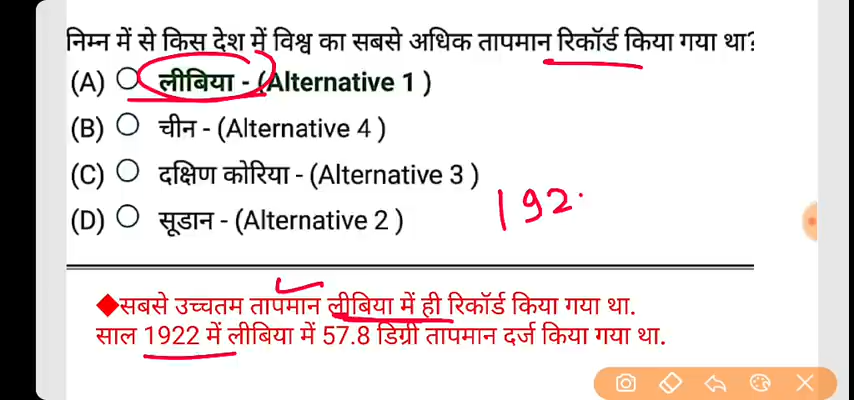 निम्न में से किस देश में विश्व का सबसे अधिक तापमान रिकॉर्ड किया गया था?
(A) लीबिया - (Alternative 1 )
(B) चीन - (Alternative 4 )
(C) दक्षिण कोरिया - (Alternative 3 )
(D) सूडान - (Alternative 2 )
192
◆सबसे उच्चतम तापमान लीबिया में ही रिकॉर्ड किया गया था.
साल 1922 में लीबिया में 57.8 डिग्री तापमान दर्ज किया गया था.